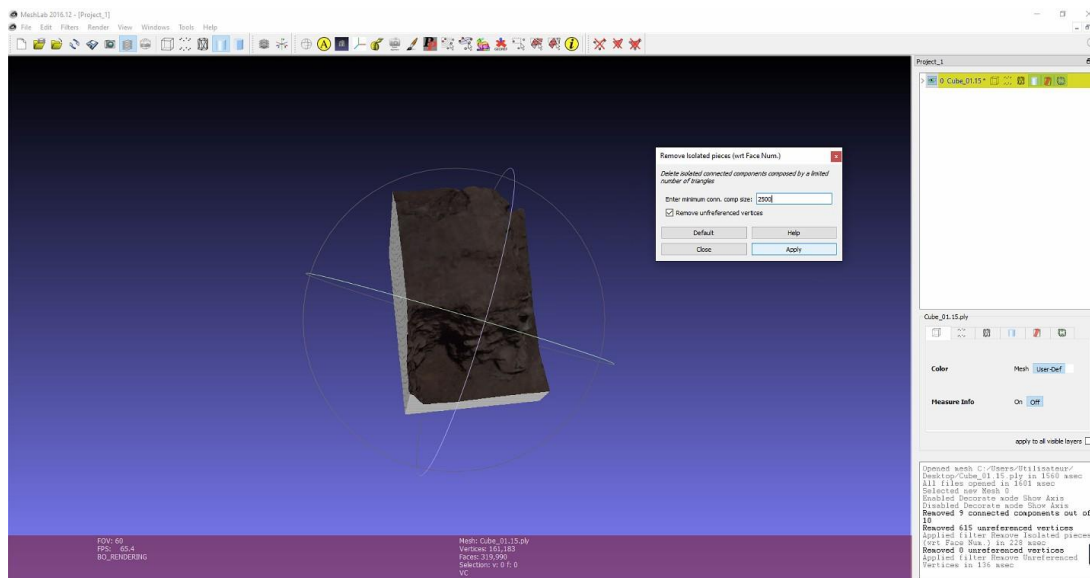 MeshLab 2016.12 - [Project_1]
File Edit Filters Render View Windows Tools Help
Project_1
0 Cube_01.15 *
Remove Isolated pieces (wrt Face Num.)
Delete isolated connected components composed by a limited
number of triangles
Enter minimum conn. comp size: 2500
Remove unfreferenced vertices
Default Help
Close Apply
Cube_01.15.ply
Color Mesh User-Def
Measure Info On Off
apply to all visible layers
Opened mesh C:/Users/Utilisateur/
Desktop/Cube_01.15.ply in 1560 msec
All files opened in 1601 msec
Selected new Mesh 0
Enabled Decorate mode Show Axis
Disabled Decorate mode Show Axis
Removed 9 connected components out of
10
Removed 615 unreferenced vertices
Applied filter Remove Isolated pieces
(wrt Face Num.) in 228 msec
Removed 0 unreferenced vertices
Applied filter Remove Unreferenced
Vertices in 136 msec
FOV: 60
FPS: 65.4
BO_RENDERING
Mesh: Cube_01.15.ply
Vertices: 161,183
Faces: 319,990
Selection: v: 0 f: 0
VC